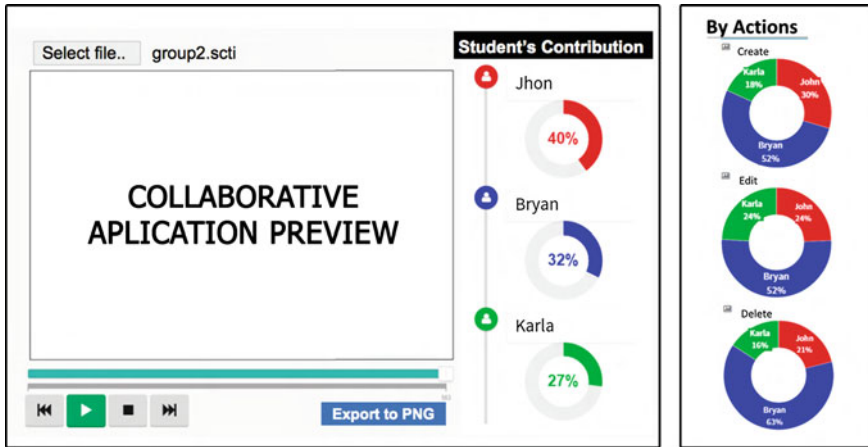 Select file.. group2.scti
Student's Contribution
COLLABORATIVE
APLICATION PREVIEW
Jhon
40%
Bryan
32%
Karla
27%
Export to PNG
By Actions
Create
Karla
18%
John
30%
Bryan
52%
Edit
Karla
24%
John
24%
Bryan
52%
Delete
Karla
16%
John
21%
Bryan
63%